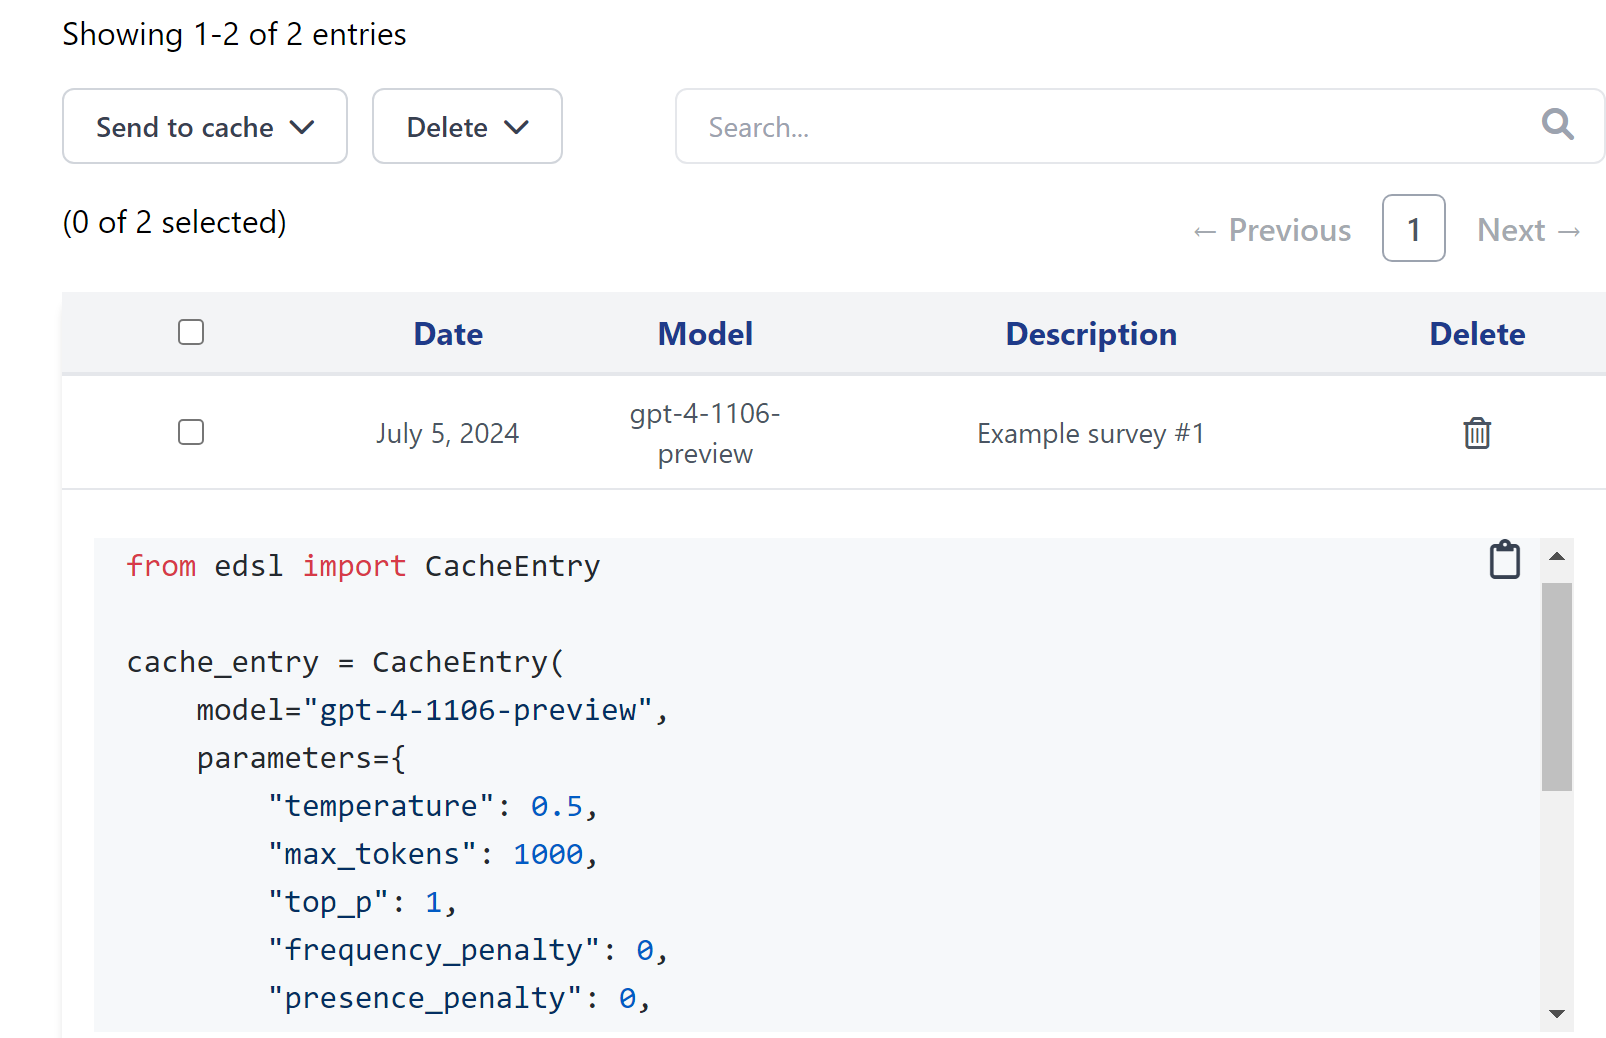 Showing 1-2 of 2 entries
Send to cache Delete Search...
(0 of 2 selected)
← Previous 1 Next →
Date Model Description Delete
July 5, 2024 gpt-4-1106-preview Example survey #1
from edsl import CacheEntry
cache_entry = CacheEntry(
    model="gpt-4-1106-preview",
    parameters={
        "temperature": 0.5,
        "max_tokens": 1000,
        "top_p": 1,
        "frequency_penalty": 0,
        "presence_penalty": 0,